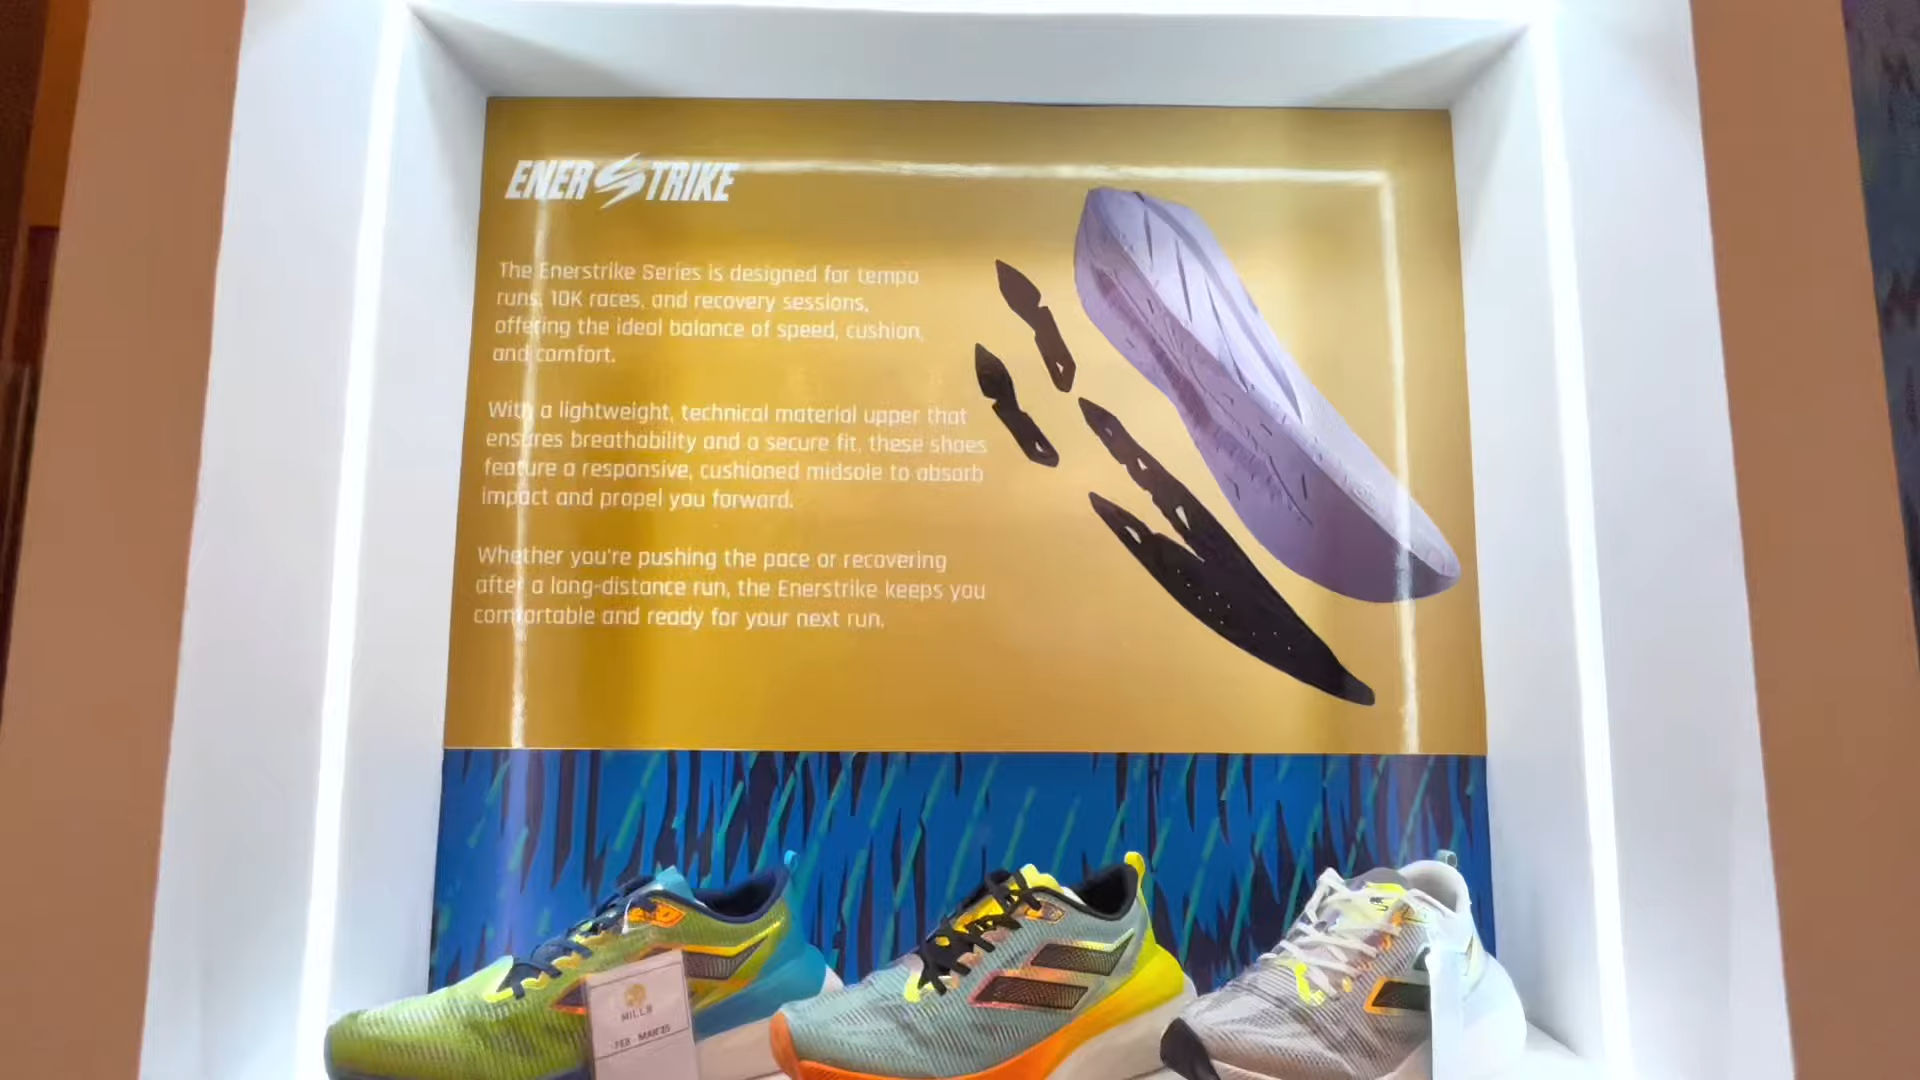 ENERSTRIKE
The Enerstrike Series is designed for tempo
runs, 10K races, and recovery sessions,
offering the ideal balance of speed, cushion,
and comfort.
With a lightweight, technical material upper that
ensures breathability and a secure fit, these shoes
feature a responsive, cushioned midsole to absorb
impact and propel you forward.
Whether you're pushing the pace or recovering
after a long-distance run, the Enerstrike keeps you
comfortable and ready for your next run.
MILLS
FEB - MAR'25